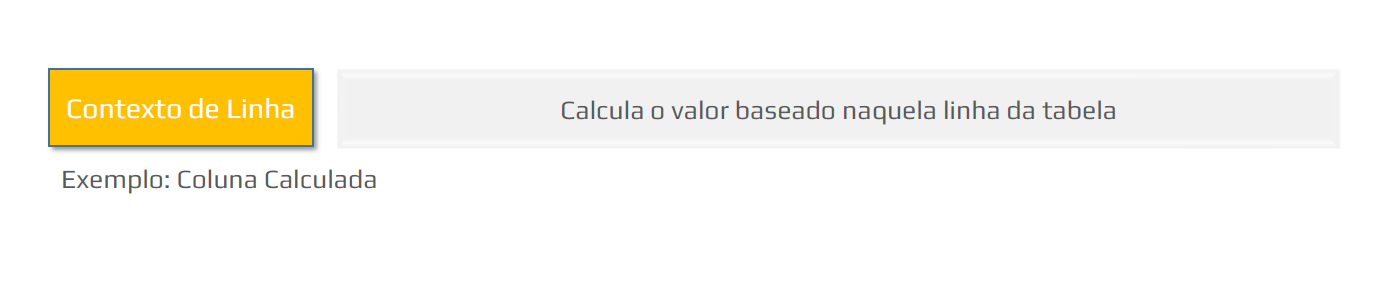 Contexto de Linha
Calcula o valor baseado naquela linha da tabela
Exemplo: Coluna Calculada